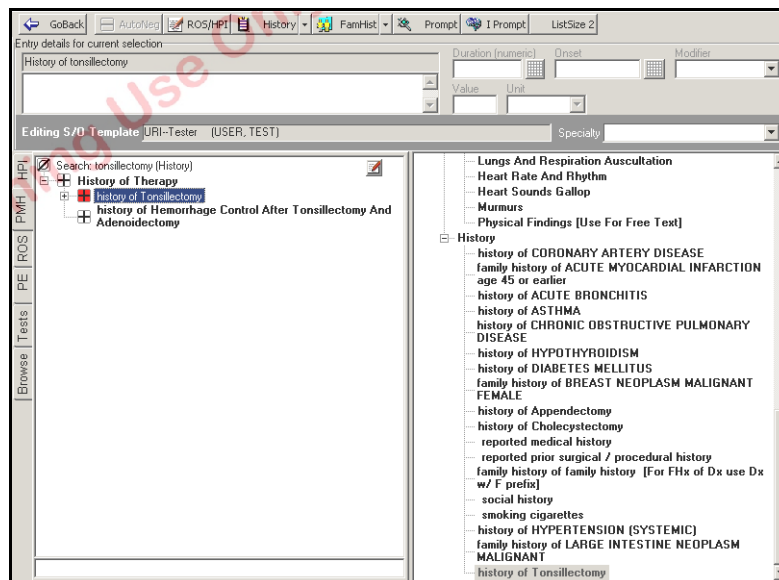 GoBack AutoNeg ROS/HPI History FamHist Prompt I Prompt ListSize 2
Entry details for current selection
History of tonsillectomy
Duration (numeric) Onset Modifier
Value Unit
Editing S/O Template URI--Tester (USER, TEST) Specialty
HPI
PMH
ROS
PE
Tests
Browse
Search: tonsillectomy (History)
History of Therapy
history of Tonsillectomy
history of Hemorrhage Control After Tonsillectomy And
Adenoidectomy
Lungs And Respiration Auscultation
Heart Rate And Rhythm
Heart Sounds Gallop
Murmurs
Physical Findings [Use For Free Text]
History
history of CORONARY ARTERY DISEASE
family history of ACUTE MYOCARDIAL INFARCTION
age 45 or earlier
history of ACUTE BRONCHITIS
history of ASTHMA
history of CHRONIC OBSTRUCTIVE PULMONARY
DISEASE
history of HYPOTHYROIDISM
history of DIABETES MELLITUS
family history of BREAST NEOPLASM MALIGNANT
FEMALE
history of Appendectomy
history of Cholecystectomy
reported medical history
reported prior surgical / procedural history
family history of family history [For FHx of Dx use Dx
w/ F prefix]
social history
smoking cigarettes
history of HYPERTENSION (SYSTEMIC)
family history of LARGE INTESTINE NEOPLASM
MALIGNANT
history of Tonsillectomy